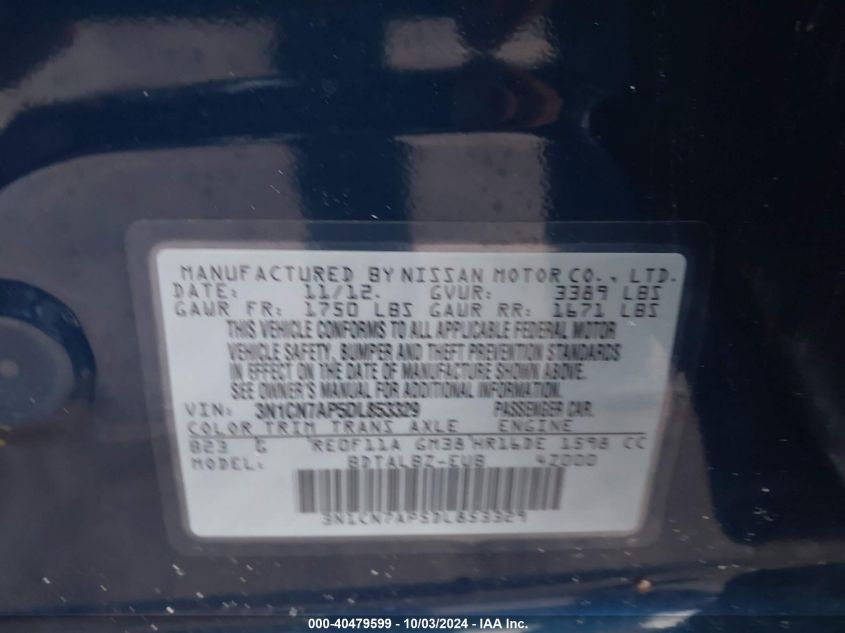 MANUFACTURED BY NISSAN MOTOR CO., LTD.
DATE: 11/12. GVWR: 3389 LBS
GAWR FR: 1750 LBS GAWR RR: 1671 LBS
THIS VEHICLE CONFORMS TO ALL APPLICABLE FEDERAL MOTOR
VEHICLE SAFETY, BUMPER AND THEFT PREVENTION STANDARDS
IN EFFECT ON THE DATE OF MANUFACTURE SHOWN ABOVE.
SEE OWNER'S MANUAL FOR ADDITIONAL INFORMATION.
VIN: 3N1CN7AP5DL853329 PASSENGER CAR.
COLOR TRIM TRANS AXLE ENGINE
B23 G RE0F11A GM38 HR16DE 1598 CC
MODEL: BDTALBZ-EUB 4Z000
3N1CN7AP5DL853329
000-40479599 - 10/03/2024 - IAA Inc.